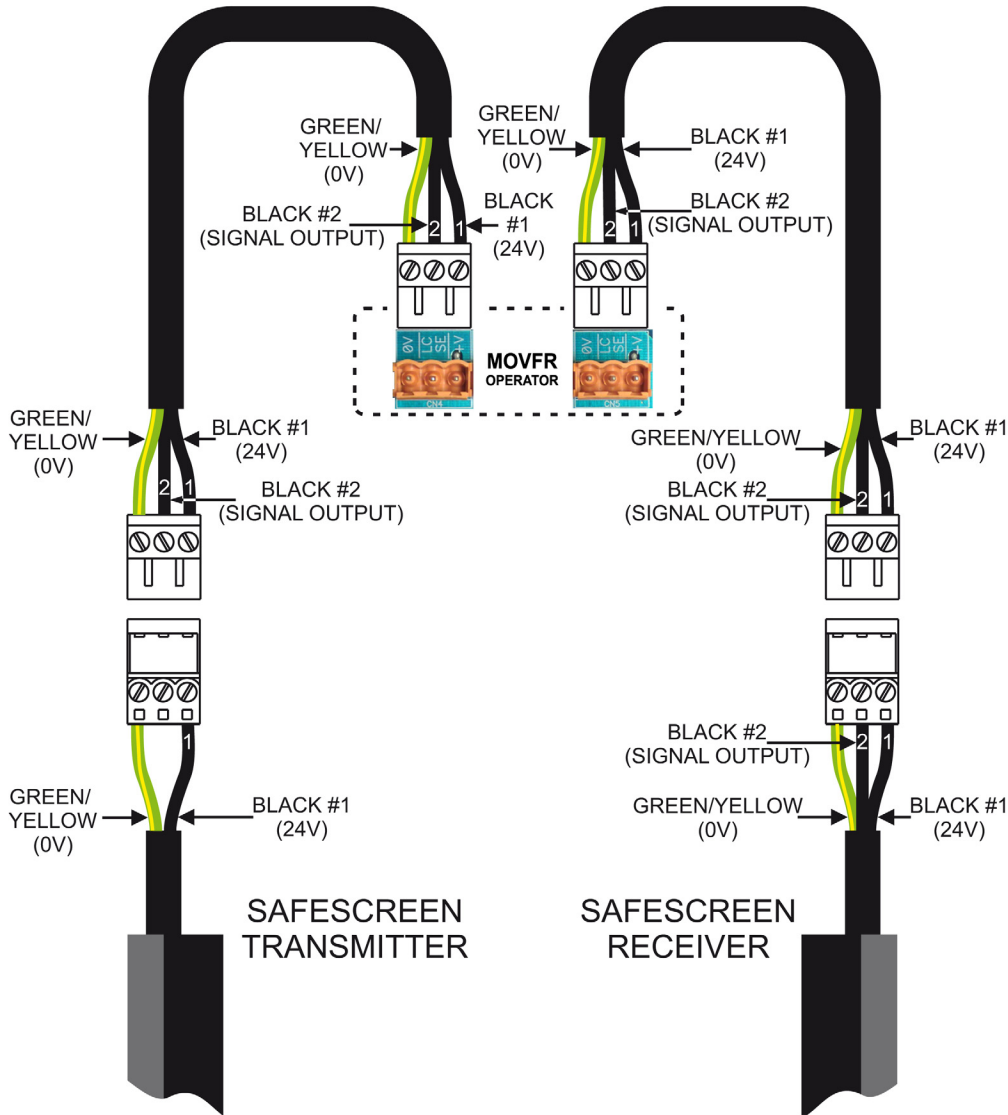 GREEN/
YELLOW
(0V)
BLACK #2
(SIGNAL OUTPUT)
BLACK
#1
(24V)
2
1
GREEN/
YELLOW
(0V)
BLACK #1
(24V)
BLACK #2
(SIGNAL OUTPUT)
2
1
0V
LC
SE
+V
CN4
MOVFR
OPERATOR
0V
LC
SE
+V
CN5
GREEN/
YELLOW
(0V)
BLACK #1
(24V)
BLACK #2
(SIGNAL OUTPUT)
2
1
GREEN/YELLOW
(0V)
BLACK #1
(24V)
BLACK #2
(SIGNAL OUTPUT)
2
1
1
GREEN/
YELLOW
(0V)
BLACK #1
(24V)
BLACK #2
(SIGNAL OUTPUT)
2
1
GREEN/YELLOW
(0V)
BLACK #1
(24V)
SAFESCREEN
TRANSMITTER
SAFESCREEN
RECEIVER